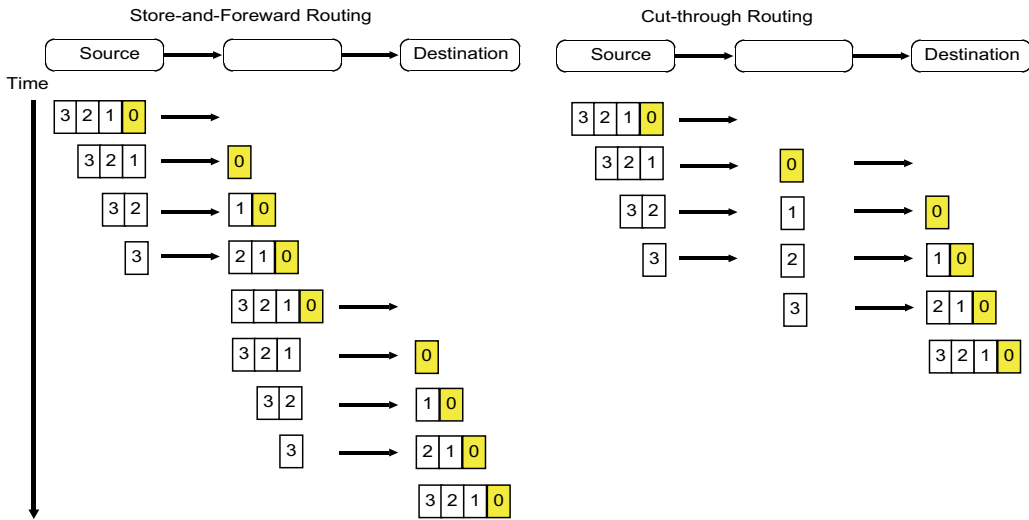 Store-and-Foreward Routing
Source
Destination
Time
3 2 1 0
3 2 1
0
3 2
1 0
3
2 1 0
3 2 1 0
3 2 1
0
3 2
1 0
3
2 1 0
3 2 1 0
Cut-through Routing
Source
Destination
3 2 1 0
3 2 1
0
3 2
1
0
3
2
1 0
3
2 1 0
3 2 1 0